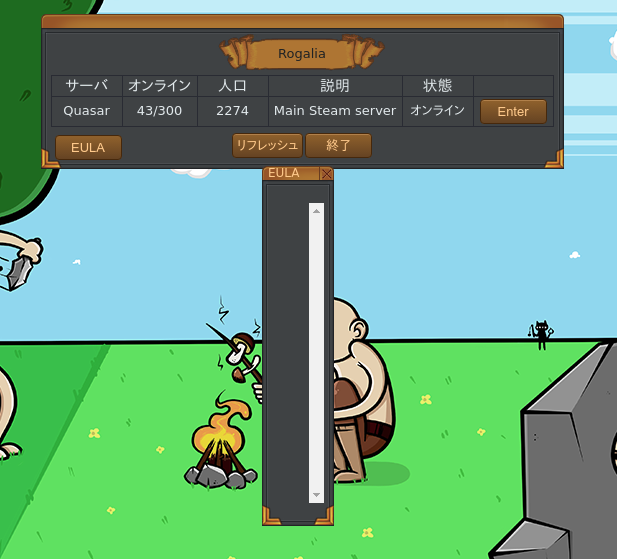 Rogalia
サーバ オンライン 人口 説明 状態
Quasar 43/300 2274 Main Steam server オンライン Enter
EULA リフレッシュ 終了
EULA